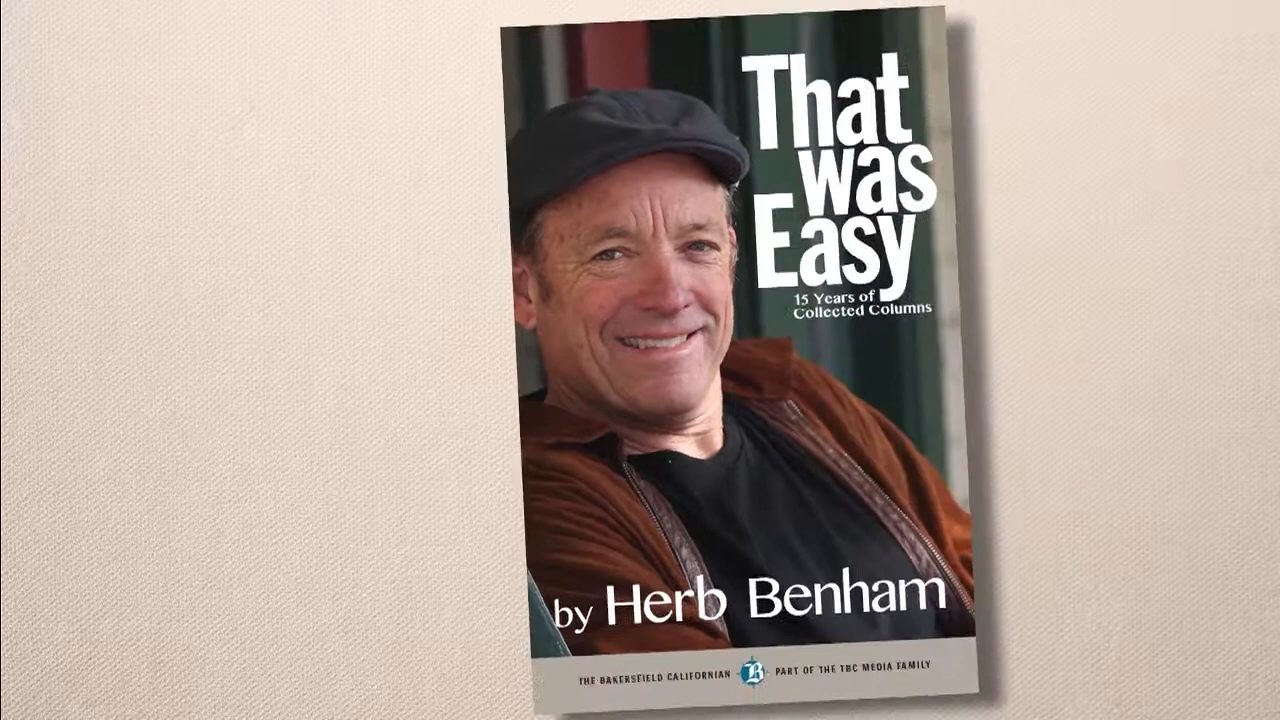 That
was
Easy
15 Years of
Collected Columns
by Herb Benham
THE BAKERSFIELD CALIFORNIAN B PART OF THE TBC MEDIA FAMILY